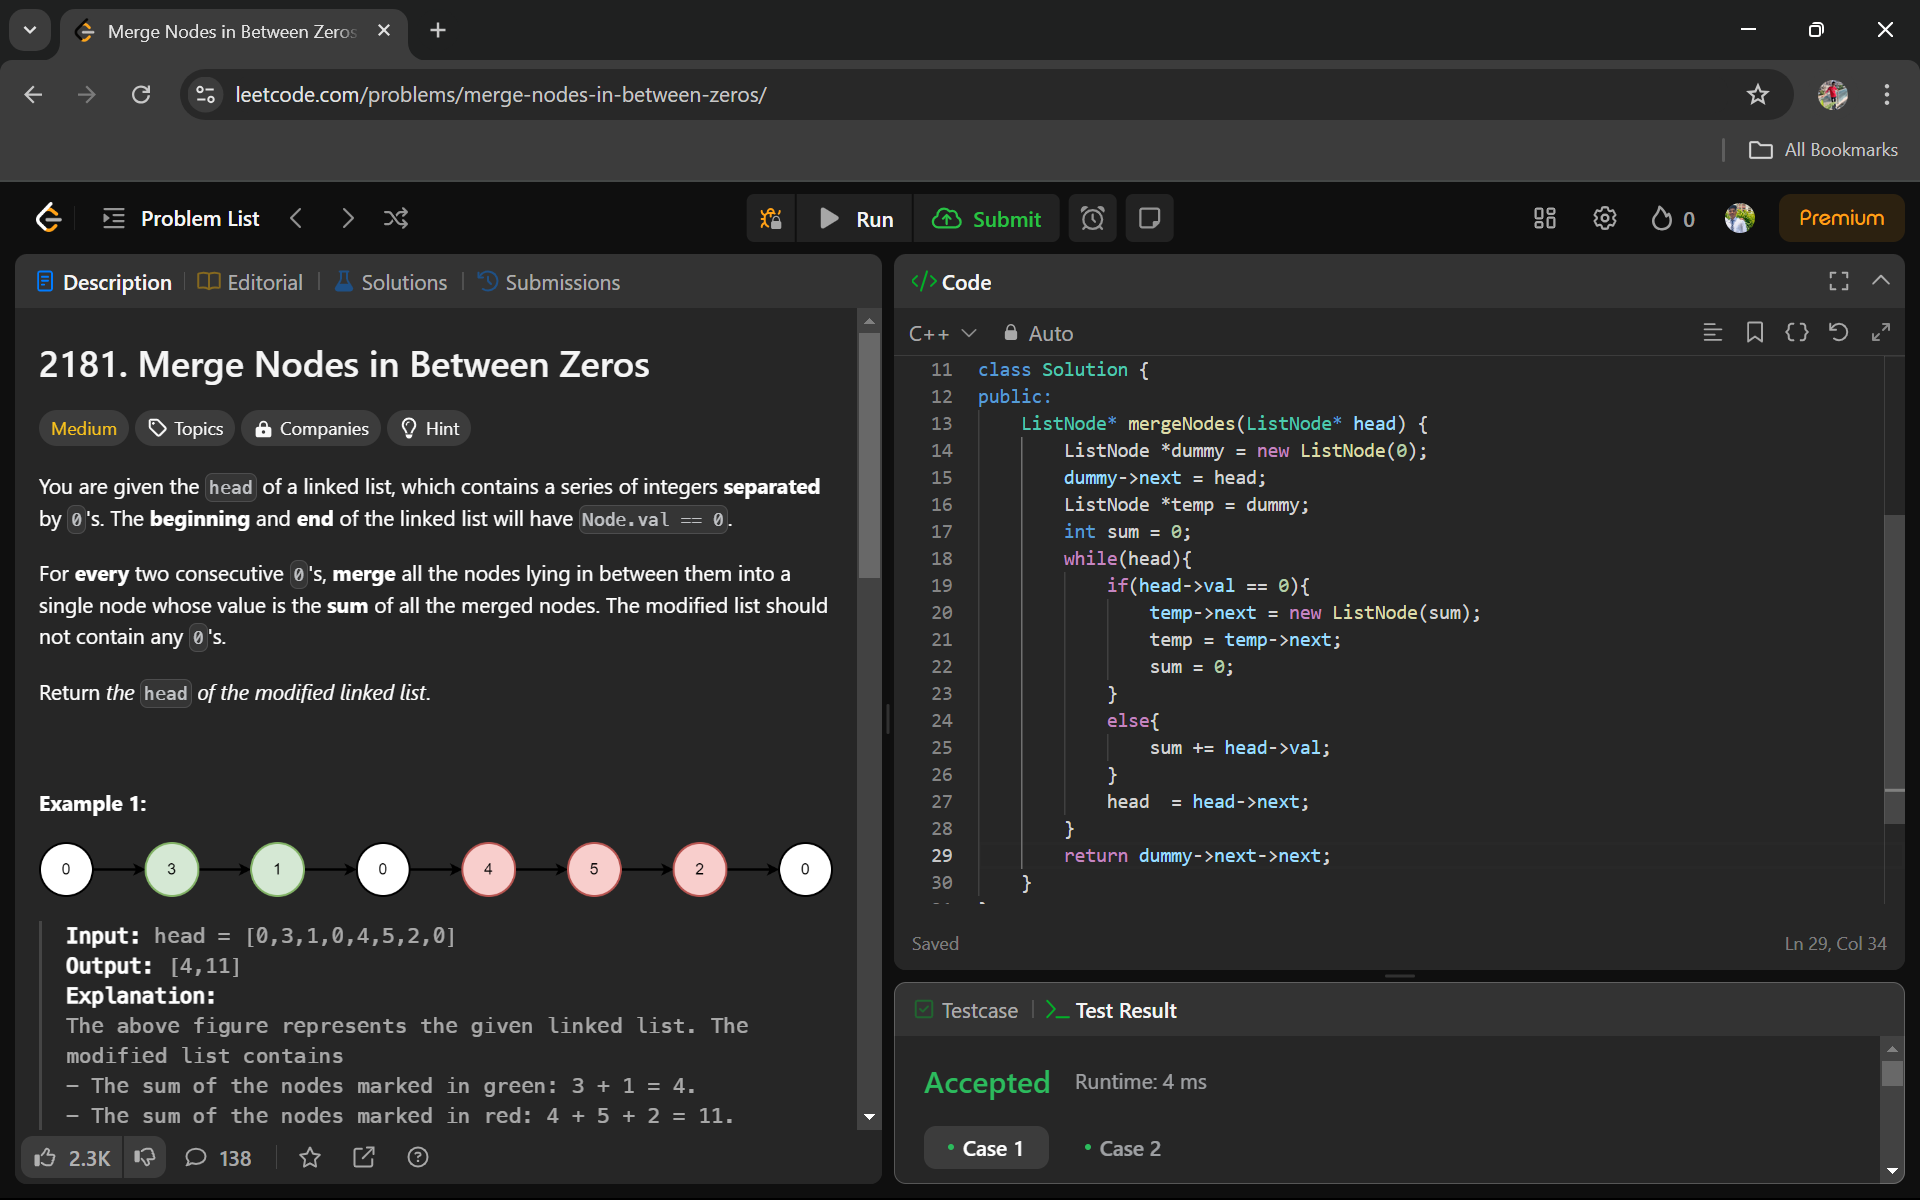 Merge Nodes in Between Zeros
leetcode.com/problems/merge-nodes-in-between-zeros/
All Bookmarks
Problem List
Run
Submit
0
Premium
Description
Editorial
Solutions
Submissions
2181. Merge Nodes in Between Zeros
Medium
Topics
Companies
Hint
You are given the head of a linked list, which contains a series of integers separated
by 0's. The beginning and end of the linked list will have Node.val == 0.
For every two consecutive 0's, merge all the nodes lying in between them into a
single node whose value is the sum of all the merged nodes. The modified list should
not contain any 0's.
Return the head of the modified linked list.
Example 1:
0 3 1 0 4 5 2 0
Input: head = [0,3,1,0,4,5,2,0]
Output: [4,11]
Explanation:
The above figure represents the given linked list. The
modified list contains
- The sum of the nodes marked in green: 3 + 1 = 4.
- The sum of the nodes marked in red: 4 + 5 + 2 = 11.
2.3K
138
</> Code
C++
Auto
11 class Solution {
12 public:
13 ListNode* mergeNodes(ListNode* head) {
14 ListNode *dummy = new ListNode(0);
15 dummy->next = head;
16 ListNode *temp = dummy;
17 int sum = 0;
18 while(head){
19 if(head->val == 0){
20 temp->next = new ListNode(sum);
21 temp = temp->next;
22 sum = 0;
23 }
24 else{
25 sum += head->val;
26 }
27 head  = head->next;
28 }
29 return dummy->next->next;
30 }
Saved
Ln 29, Col 34
Testcase
Test Result
Accepted
Runtime: 4 ms
• Case 1
• Case 2